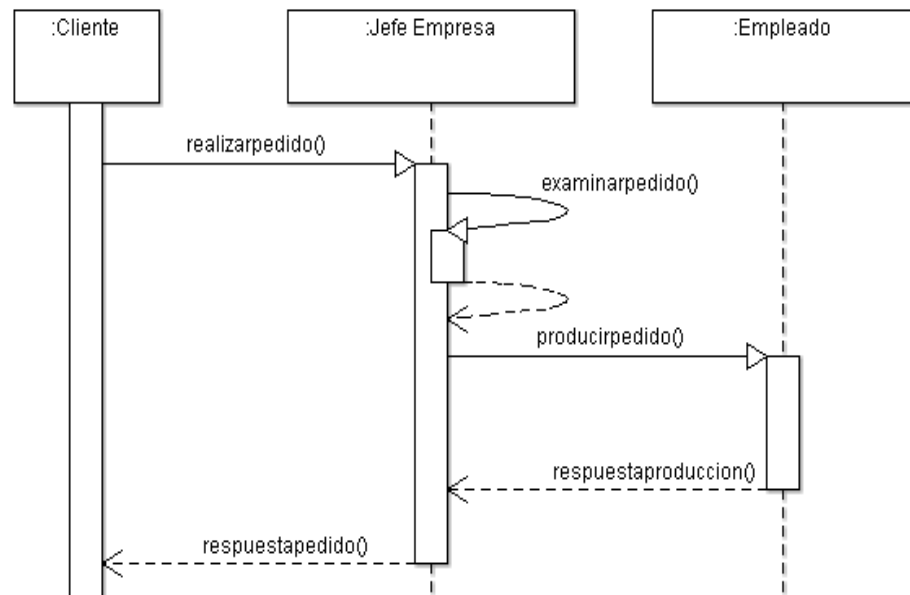 :Cliente
:Jefe Empresa
:Empleado
realizarpedido()
examinarpedido()
producirpedido()
respuestaproduccion()
respuestapedido()